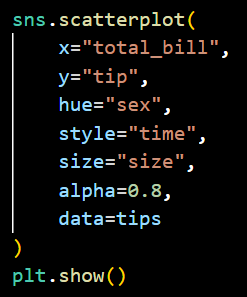 sns.scatterplot(
    x="total_bill",
    y="tip",
    hue="sex",
    style="time",
    size="size",
    alpha=0.8,
    data=tips
)
plt.show()